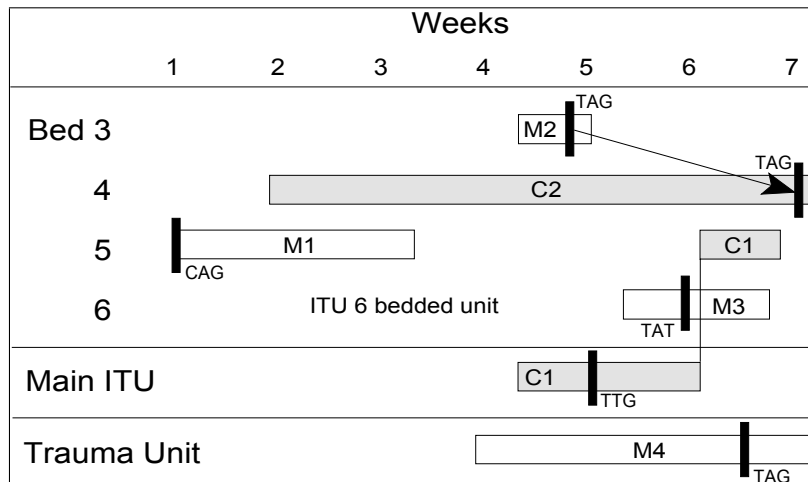 Weeks
1 2 3 4 5 6 7
TAG
Bed 3 M2
TAG
4 C2
5 M1 C1
CAG
6 ITU 6 bedded unit M3
TAT
Main ITU C1
TTG
Trauma Unit M4
TAG